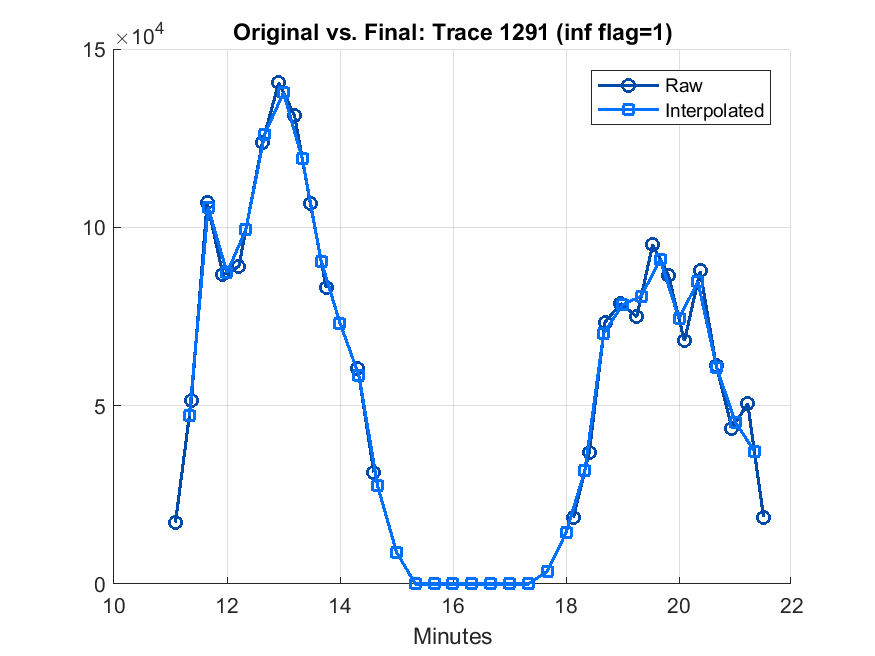 Original vs. Final: Trace 1291 (inf flag=1)
×10⁴
15
10
5
0
Raw
Interpolated
10 12 14 16 18 20 22
Minutes